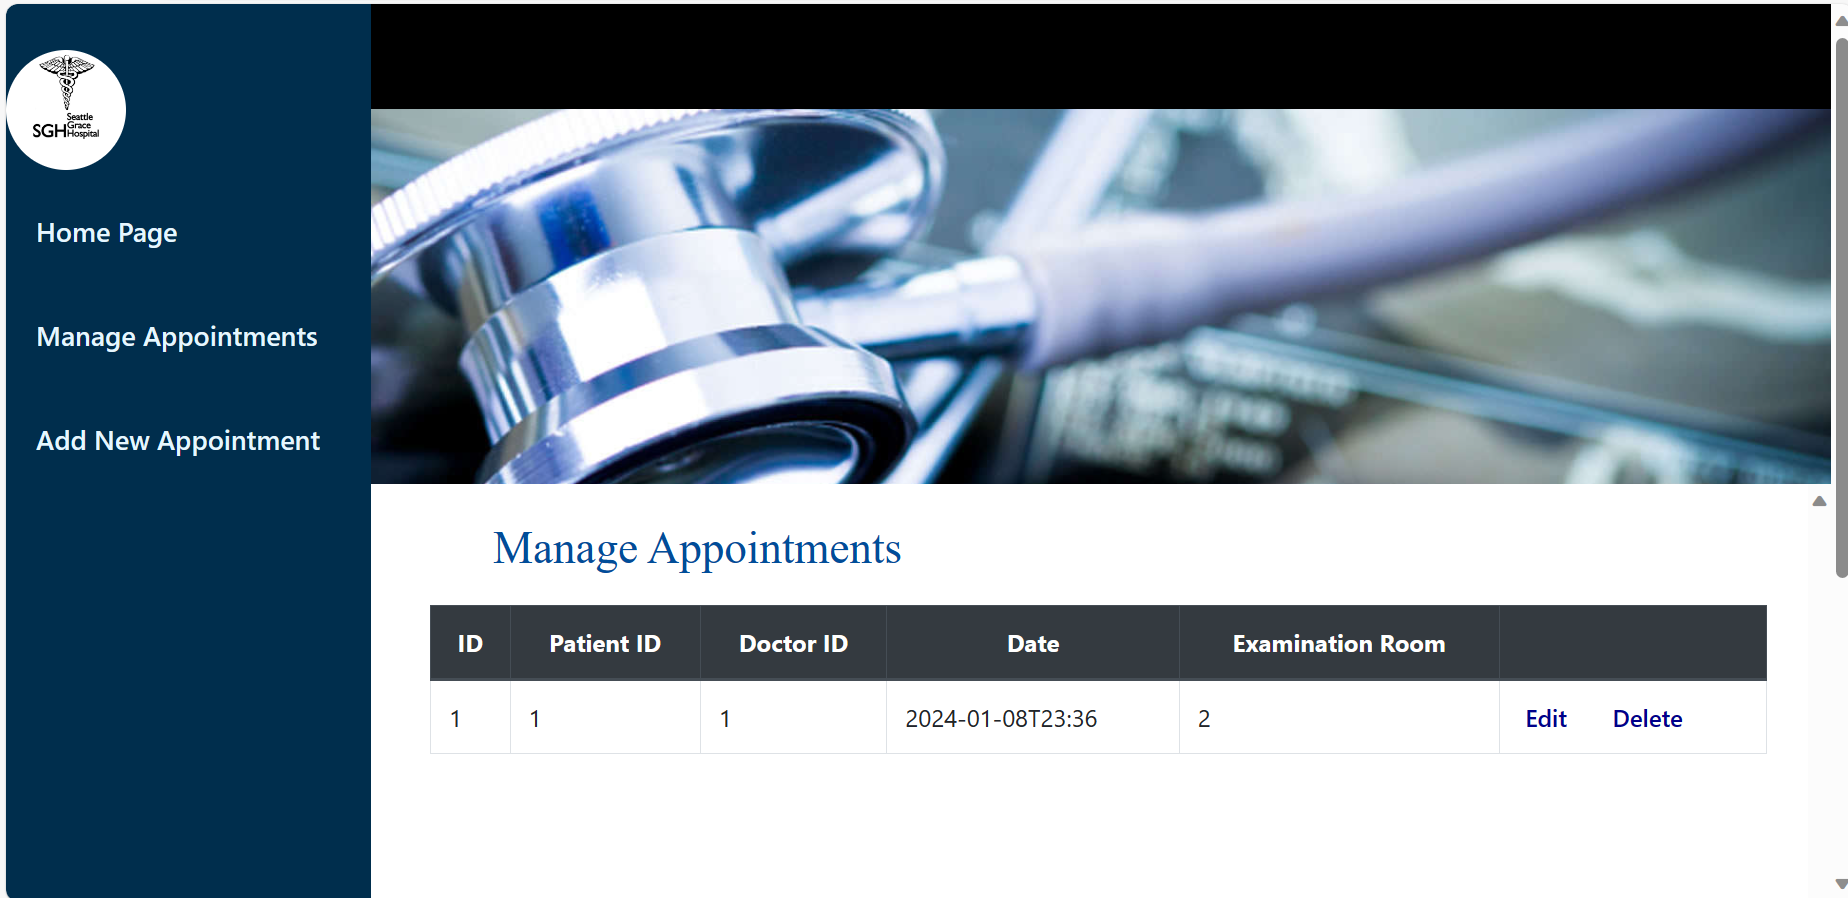 Seattle
SGH Grace
Hospital
Home Page
Manage Appointments
Add New Appointment
Manage Appointments
ID Patient ID Doctor ID Date Examination Room
1 1 1 2024-01-08T23:36 2 Edit Delete